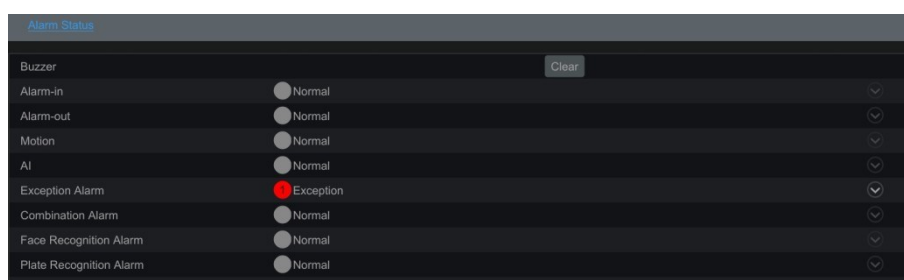 Alarm Status
Buzzer Clear
Alarm-in Normal
Alarm-out Normal
Motion Normal
AI Normal
Exception Alarm 1 Exception
Combination Alarm Normal
Face Recognition Alarm Normal
Plate Recognition Alarm Normal